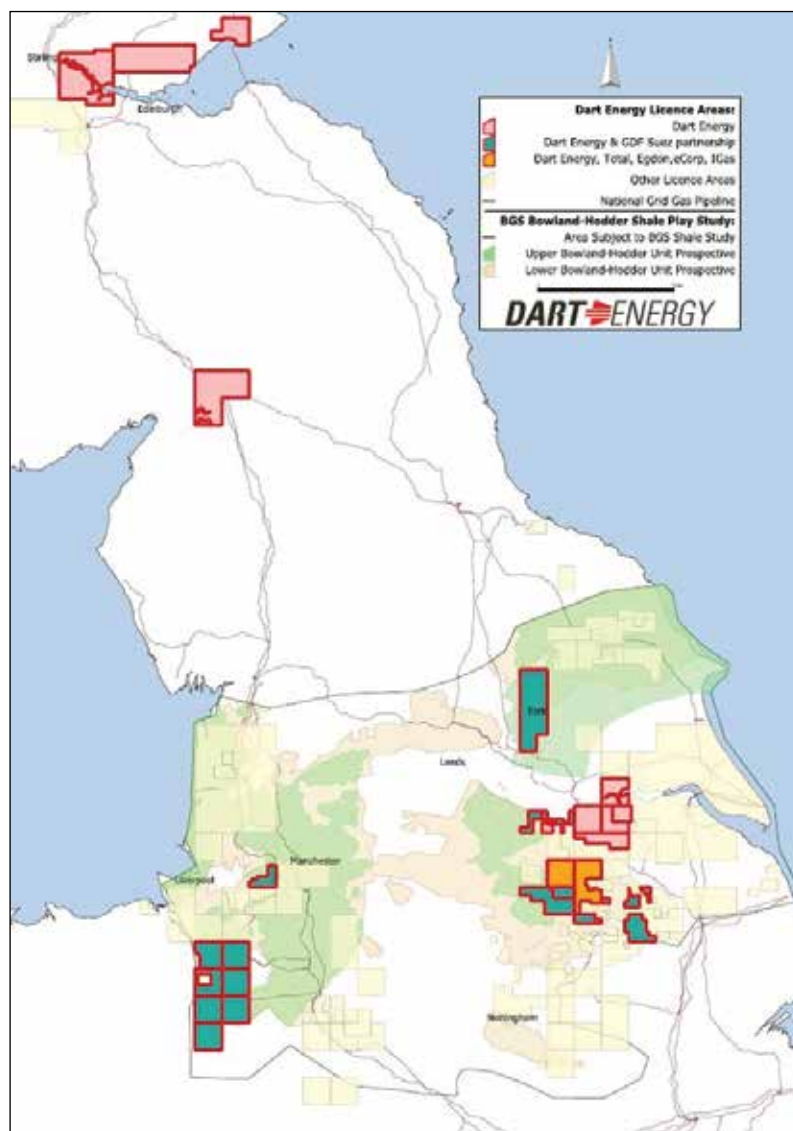 Stirling
Edinburgh
Dart Energy Licence Areas:
Dart Energy
Dart Energy & GDF Suez partnership
Dart Energy, Total, Egdon,eCorp, IGas
Other Licence Areas
National Grid Gas Pipeline
BGS Bowland-Hodder Shale Play Study:
Area Subject to BGS Shale Study
Upper Bowland-Hodder Unit Prospective
Lower Bowland-Hodder Unit Prospective
DART ENERGY
York
Leeds
Manchester
Liverpool
Nottingham